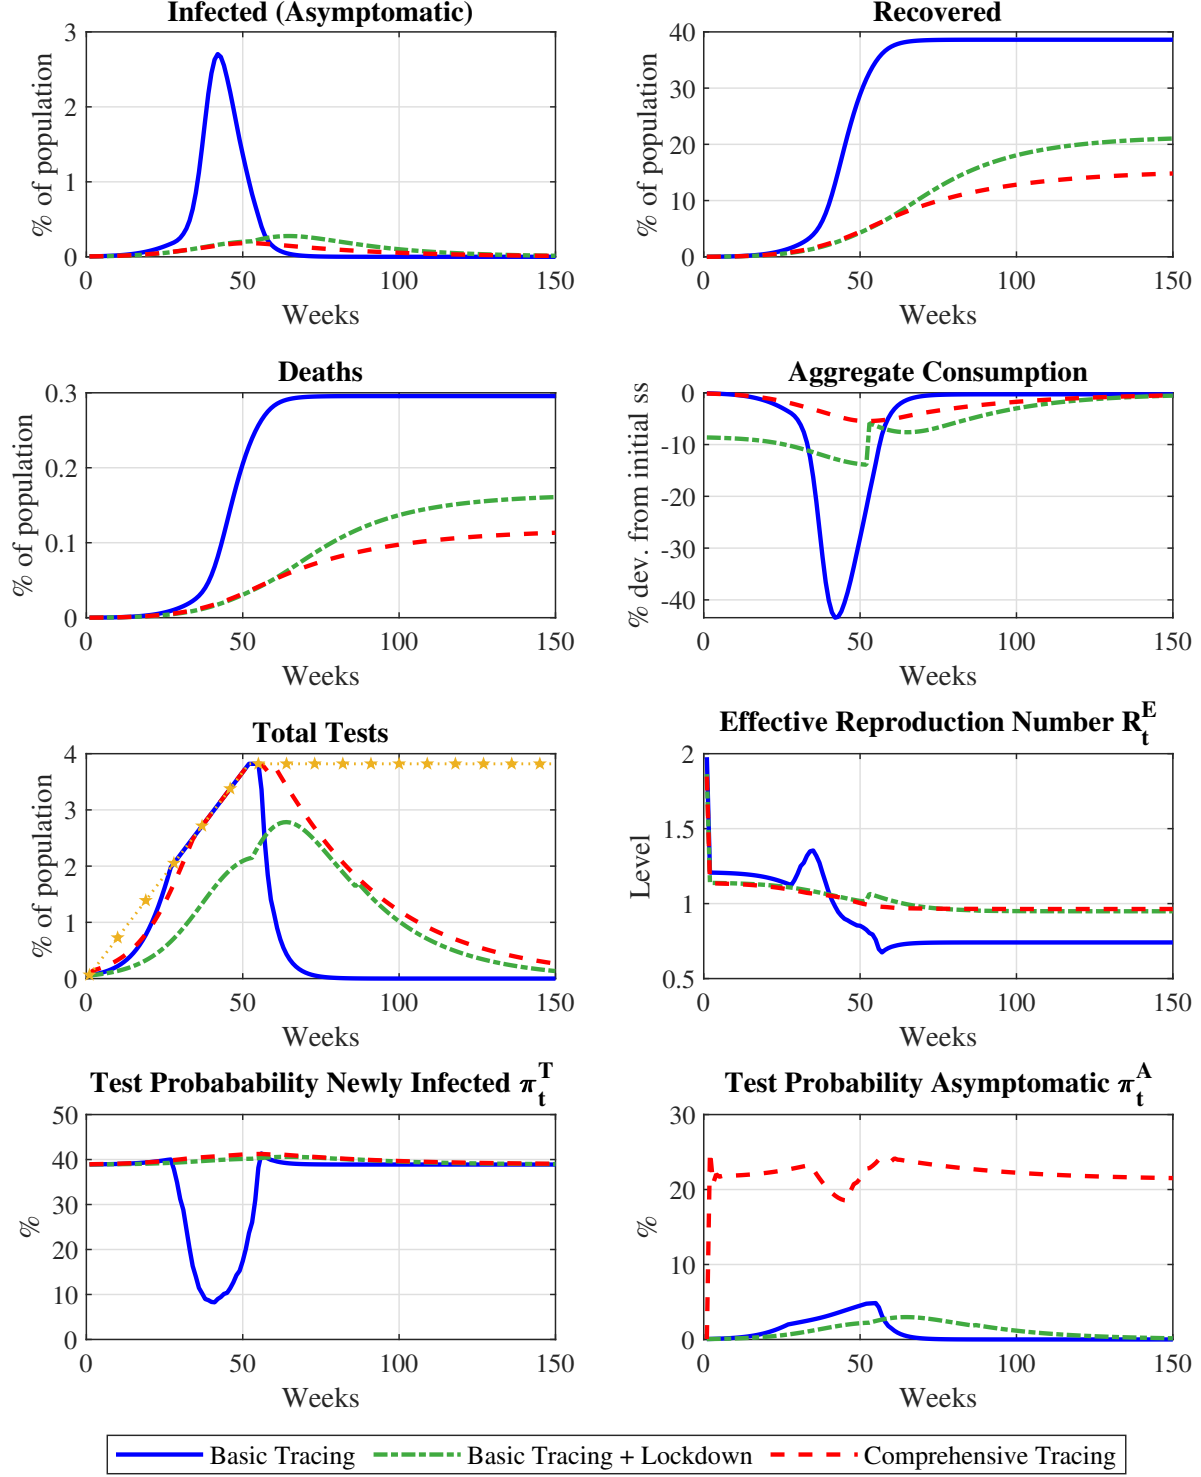 Infected (Asymptomatic)
3
2
1
0
% of population
0 50 100 150
Weeks
Recovered
40
30
20
10
0
% of population
0 50 100 150
Weeks
Deaths
0.3
0.2
0.1
0
% of population
0 50 100 150
Weeks
Aggregate Consumption
0
-10
-20
-30
-40
% dev. from initial ss
0 50 100 150
Weeks
Total Tests
4
3
2
1
0
% of population
0 50 100 150
Weeks
Effective Reproduction Number R_t^E
2
1.5
1
0.5
Level
0 50 100 150
Weeks
Test Probabability Newly Infected π_t^T
50
40
30
20
10
0
%
0 50 100 150
Weeks
Test Probability Asymptomatic π_t^A
30
20
10
0
%
0 50 100 150
Weeks
Basic Tracing Basic Tracing + Lockdown Comprehensive Tracing